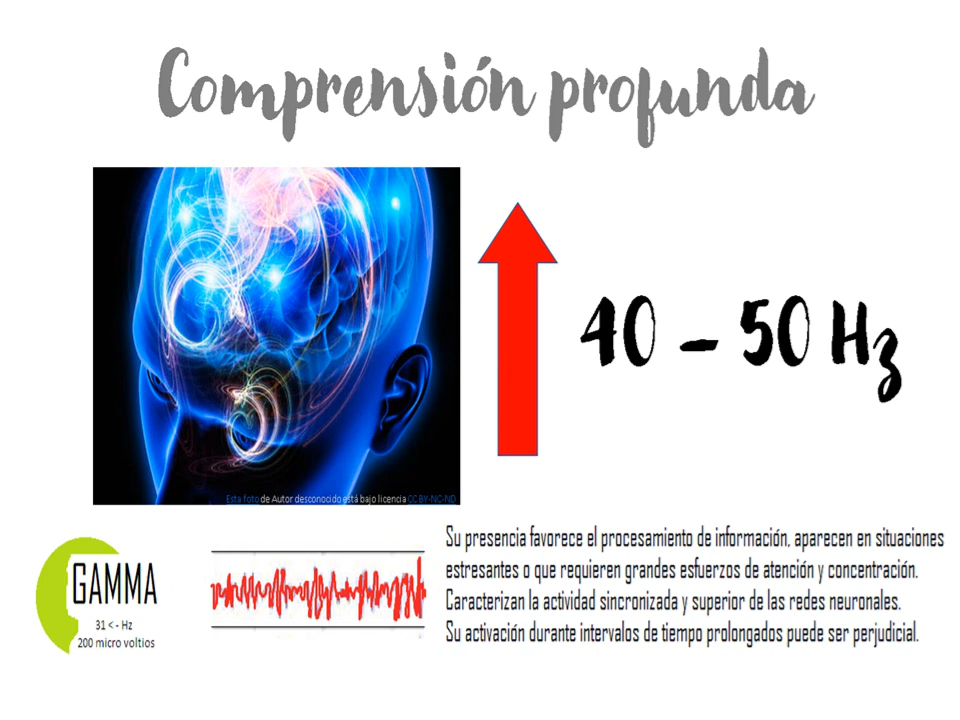 Comprensión profunda
40 - 50 Hz
Esta foto de Autor desconocido está bajo licencia CC BY-NC-ND
GAMMA
31 < - Hz
200 micro voltios
Su presencia favorece el procesamiento de información, aparecen en situaciones
estresantes o que requieren grandes esfuerzos de atención y concentración.
Caracterizan la actividad sincronizada y superior de las redes neuronales.
Su activación durante intervalos de tiempo prolongados puede ser perjudicial.